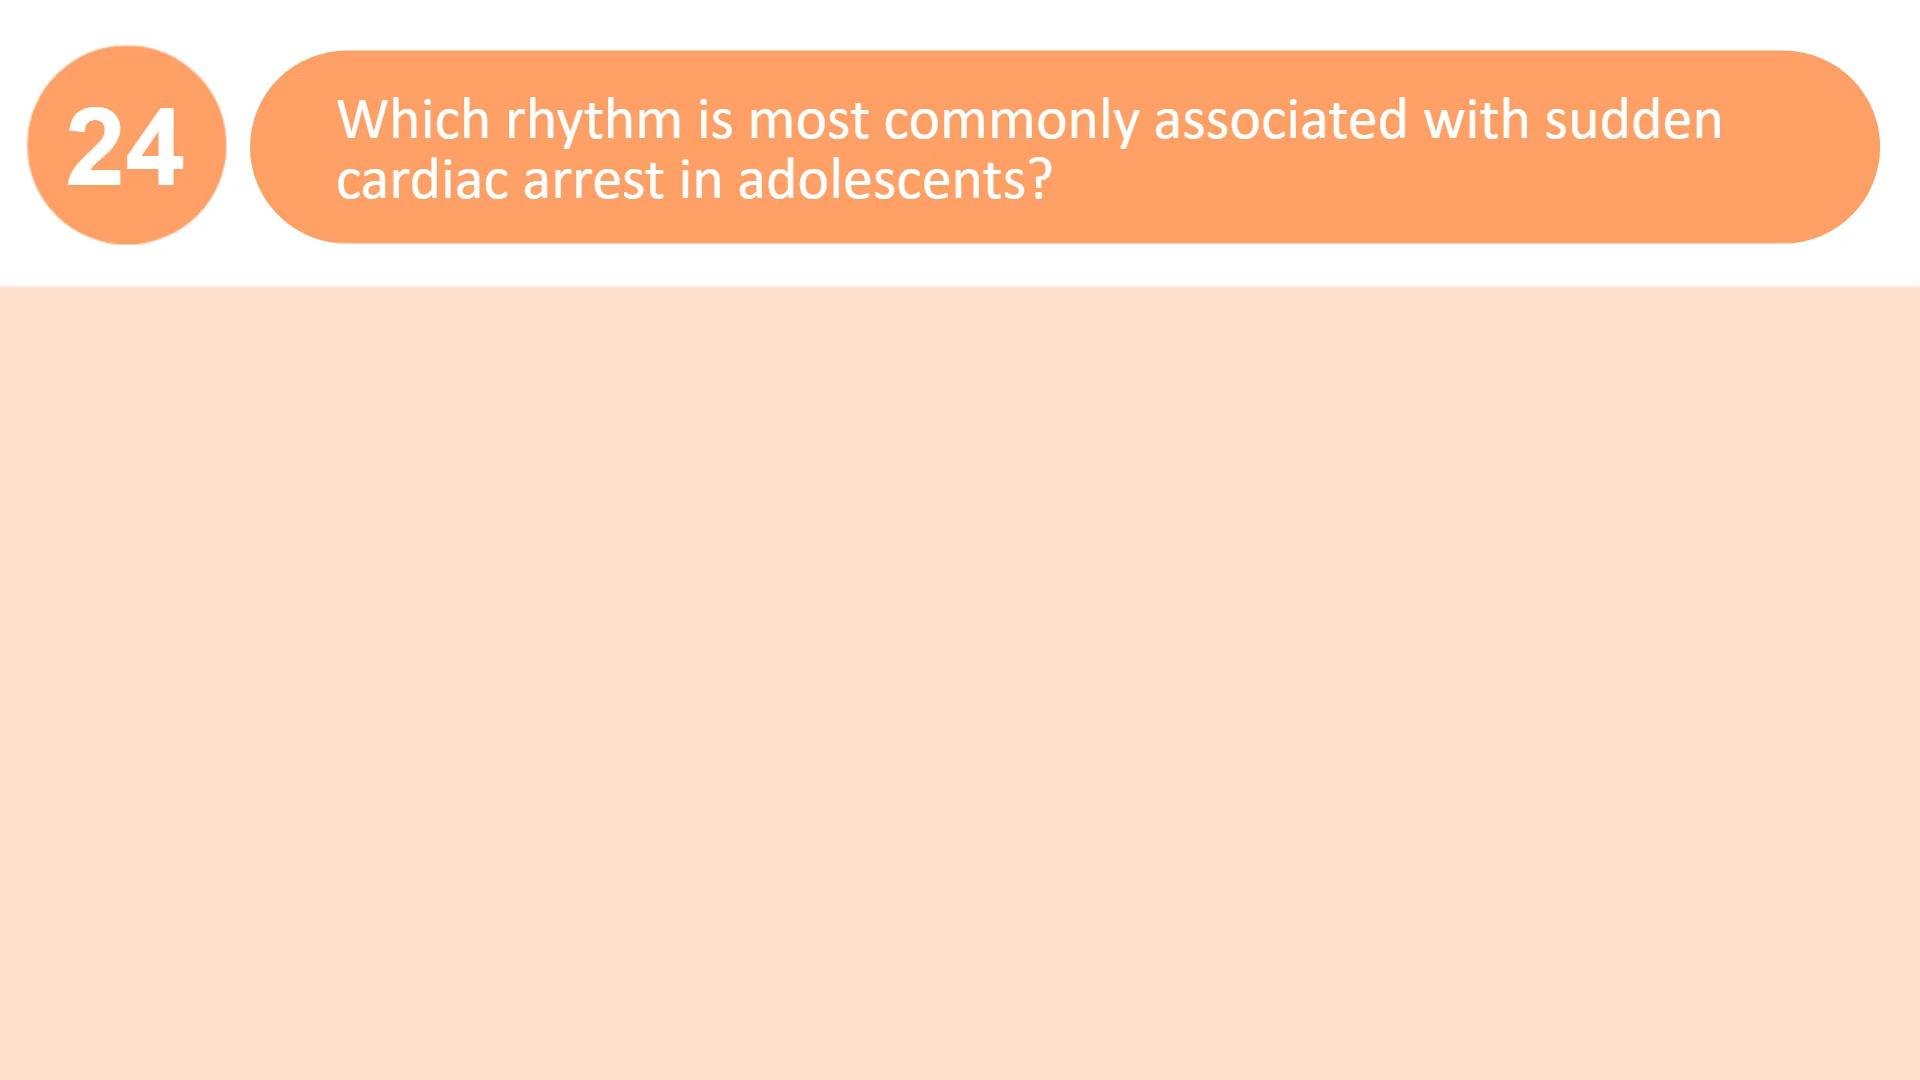 24
Which rhythm is most commonly associated with sudden
cardiac arrest in adolescents?